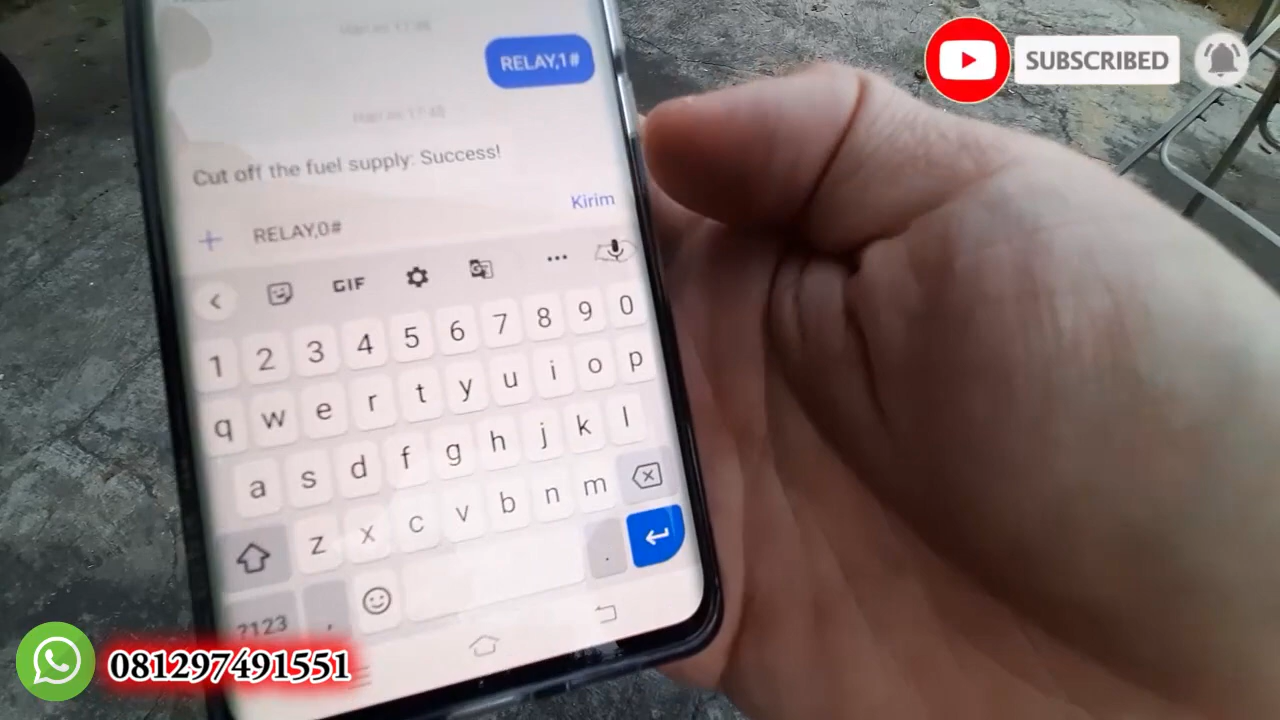 RELAY,1#
SUBSCRIBED
Cut off the fuel supply: Success!
Kirim
RELAY,0#
GIF
1 2 3 4 5 6 7 8 9 0
q w e r t y u i o p
a s d f g h j k l
z x c v b n m
?123 , .
081297491551